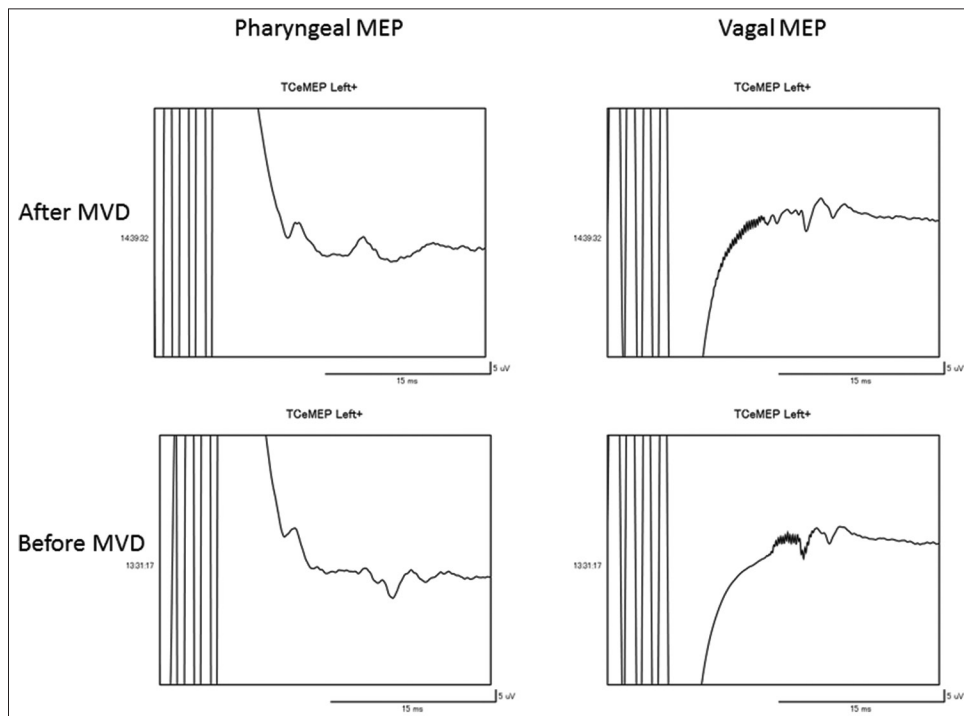 Pharyngeal MEP
Vagal MEP
TCeMEP Left+
TCeMEP Left+
After MVD
14:39:32
14:39:32
5 uV
15 ms
5 uV
15 ms
TCeMEP Left+
TCeMEP Left+
Before MVD
13:31:17
13:31:17
5 uV
15 ms
5 uV
15 ms